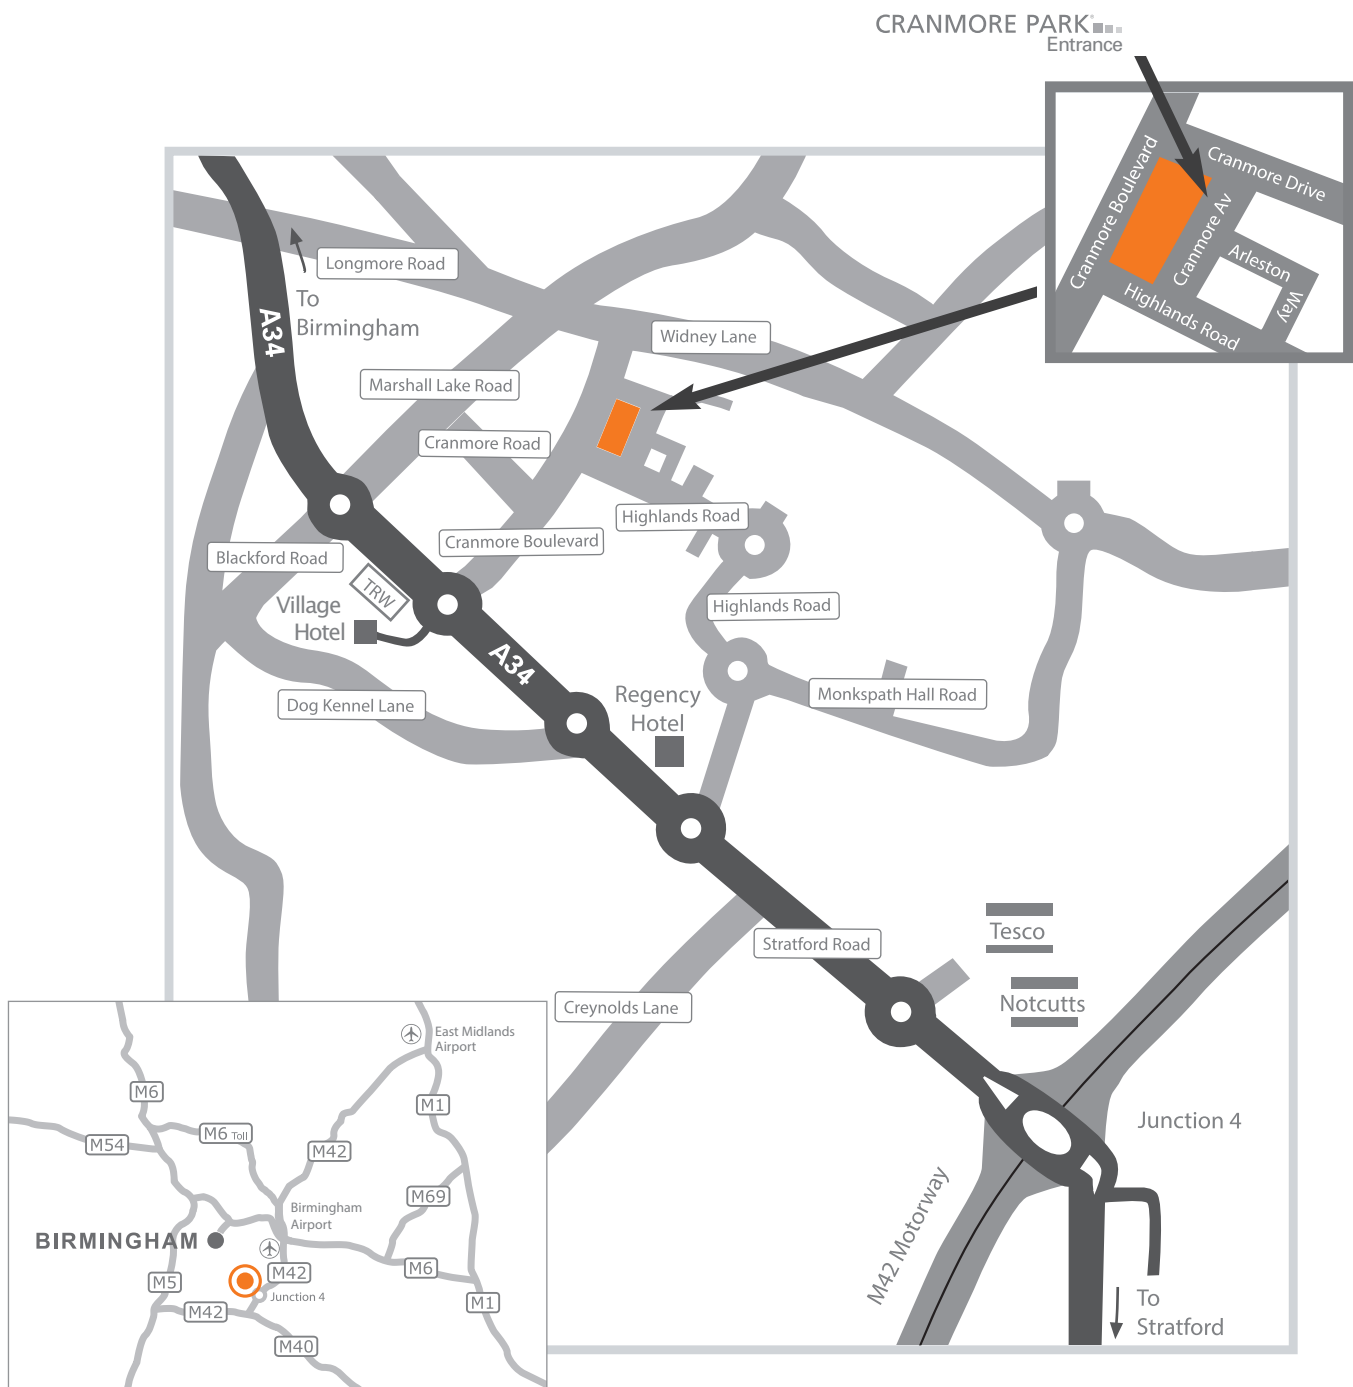 CRANMORE PARK
Entrance
Cranmore Boulevard
Cranmore Drive
Cranmore Av
Arleston
Way
Highlands Road
Longmore Road
To
Birmingham
A34
Widney Lane
Marshall Lake Road
Cranmore Road
Highlands Road
Cranmore Boulevard
Blackford Road
TRW
Village
Hotel
Highlands Road
A34
Regency
Hotel
Monkspath Hall Road
Dog Kennel Lane
Stratford Road
Tesco
Notcutts
Creynolds Lane
Junction 4
M42 Motorway
To
Stratford
East Midlands
Airport
M6
M1
M54
M6 Toll
M42
M69
Birmingham
Airport
BIRMINGHAM
M5
M42
M6
Junction 4
M42
M1
M40